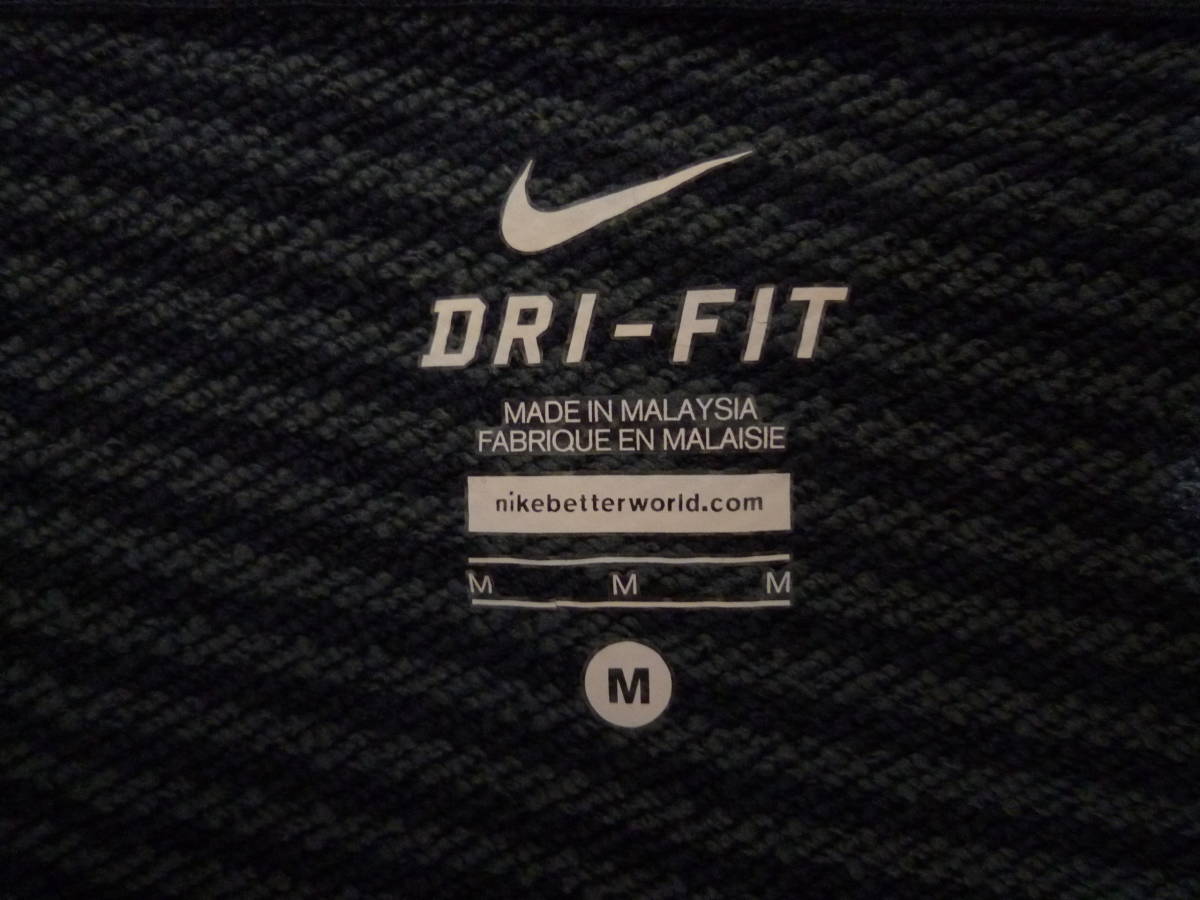 DRI-FIT
MADE IN MALAYSIA
FABRIQUE EN MALAISIE
nikebetterworld.com
M M M
M